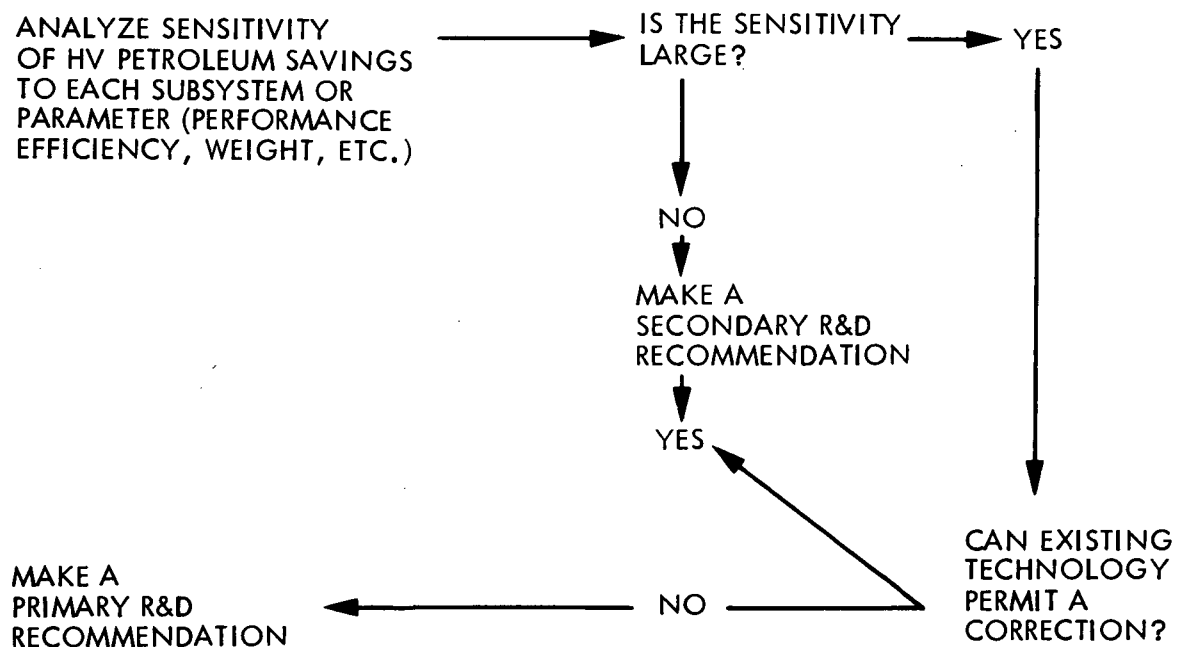 ANALYZE SENSITIVITY
OF HV PETROLEUM SAVINGS
TO EACH SUBSYSTEM OR
PARAMETER (PERFORMANCE
EFFICIENCY, WEIGHT, ETC.)
IS THE SENSITIVITY
LARGE?
YES
NO
MAKE A
SECONDARY R&D
RECOMMENDATION
YES
CAN EXISTING
TECHNOLOGY
PERMIT A
CORRECTION?
NO
MAKE A
PRIMARY R&D
RECOMMENDATION